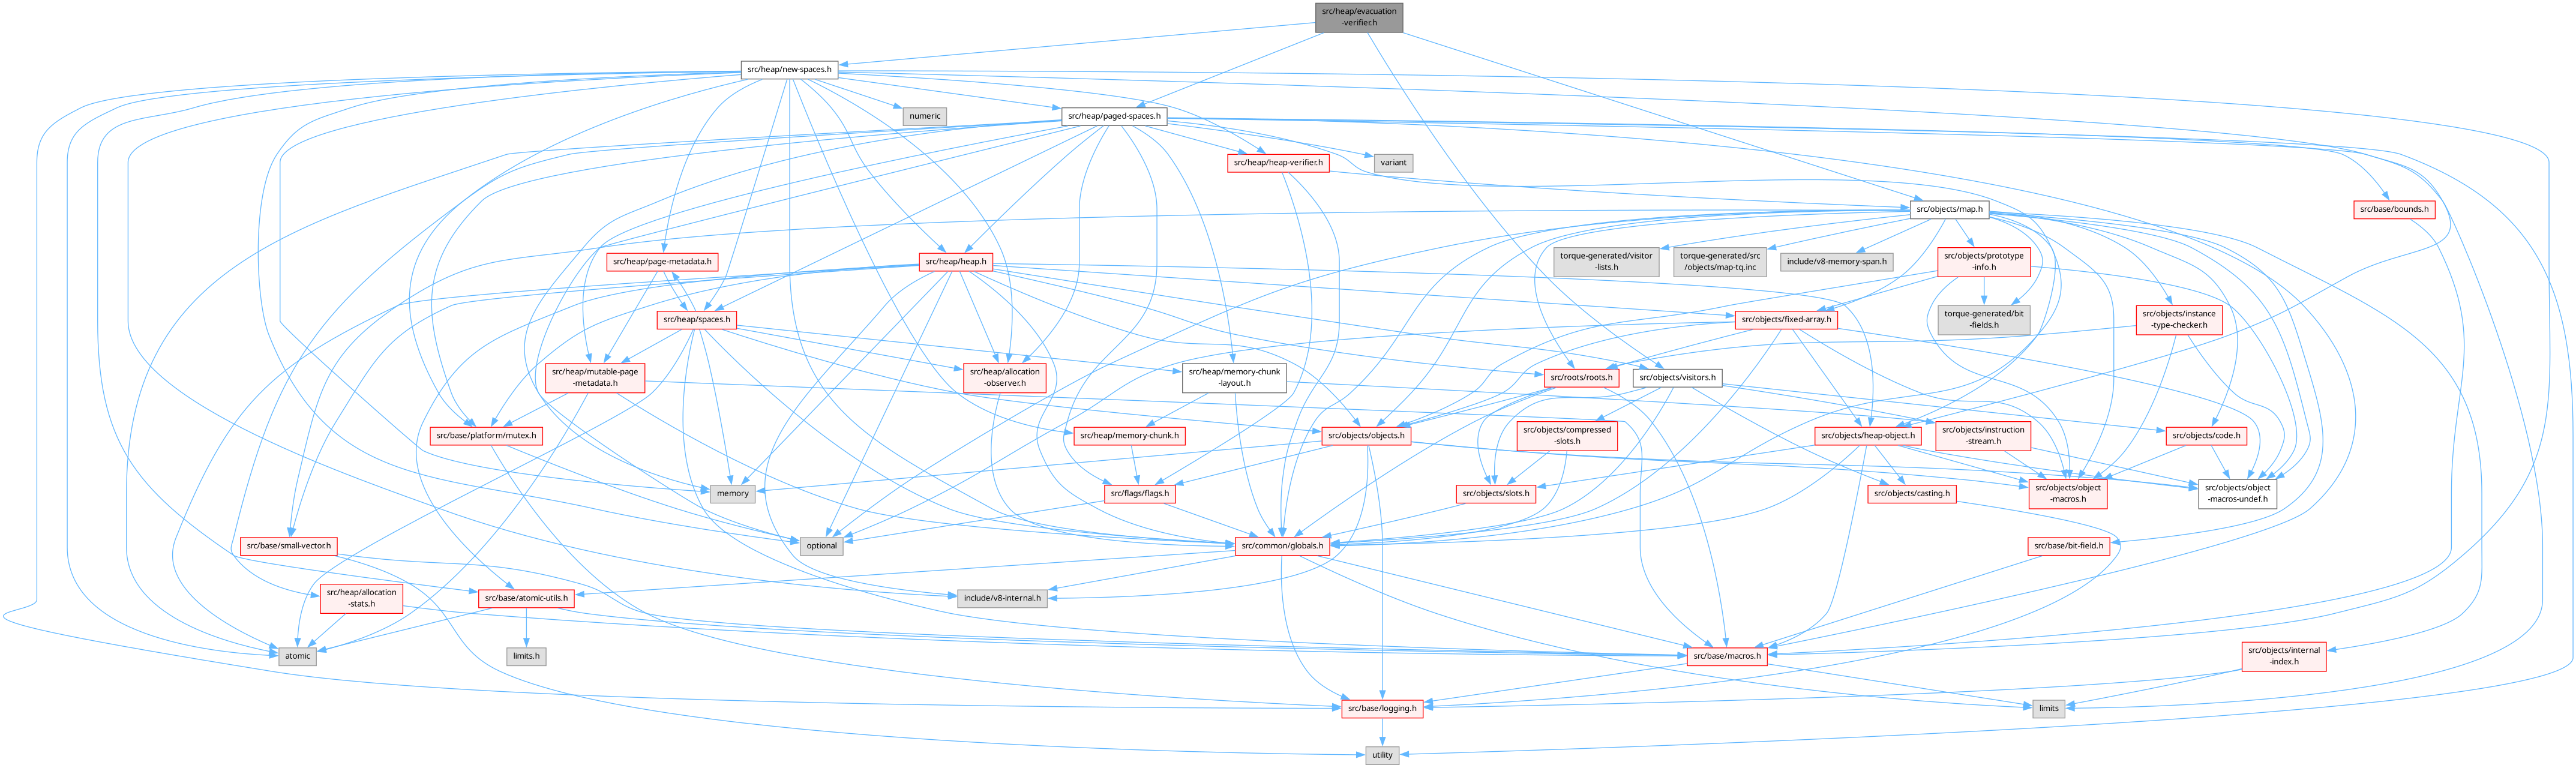 src/heap/evacuation
-verifier.h
src/heap/new-spaces.h
numeric
src/heap/paged-spaces.h
src/heap/heap-verifier.h
variant
src/objects/map.h
src/base/bounds.h
src/heap/page-metadata.h
src/heap/heap.h
torque-generated/visitor
-lists.h
torque-generated/src
/objects/map-tq.inc
include/v8-memory-span.h
src/objects/prototype
-info.h
src/heap/spaces.h
src/objects/fixed-array.h
torque-generated/bit
-fields.h
src/objects/instance
-type-checker.h
src/heap/mutable-page
-metadata.h
src/heap/allocation
-observer.h
src/heap/memory-chunk
-layout.h
src/roots/roots.h
src/objects/visitors.h
src/base/platform/mutex.h
src/heap/memory-chunk.h
src/objects/objects.h
src/objects/compressed
-slots.h
src/objects/heap-object.h
src/objects/instruction
-stream.h
src/objects/code.h
memory
src/flags/flags.h
src/objects/slots.h
src/objects/casting.h
src/objects/object
-macros.h
src/objects/object
-macros-undef.h
src/base/small-vector.h
optional
src/common/globals.h
src/base/bit-field.h
src/heap/allocation
-stats.h
src/base/atomic-utils.h
include/v8-internal.h
atomic
limits.h
src/base/macros.h
src/objects/internal
-index.h
src/base/logging.h
limits
utility